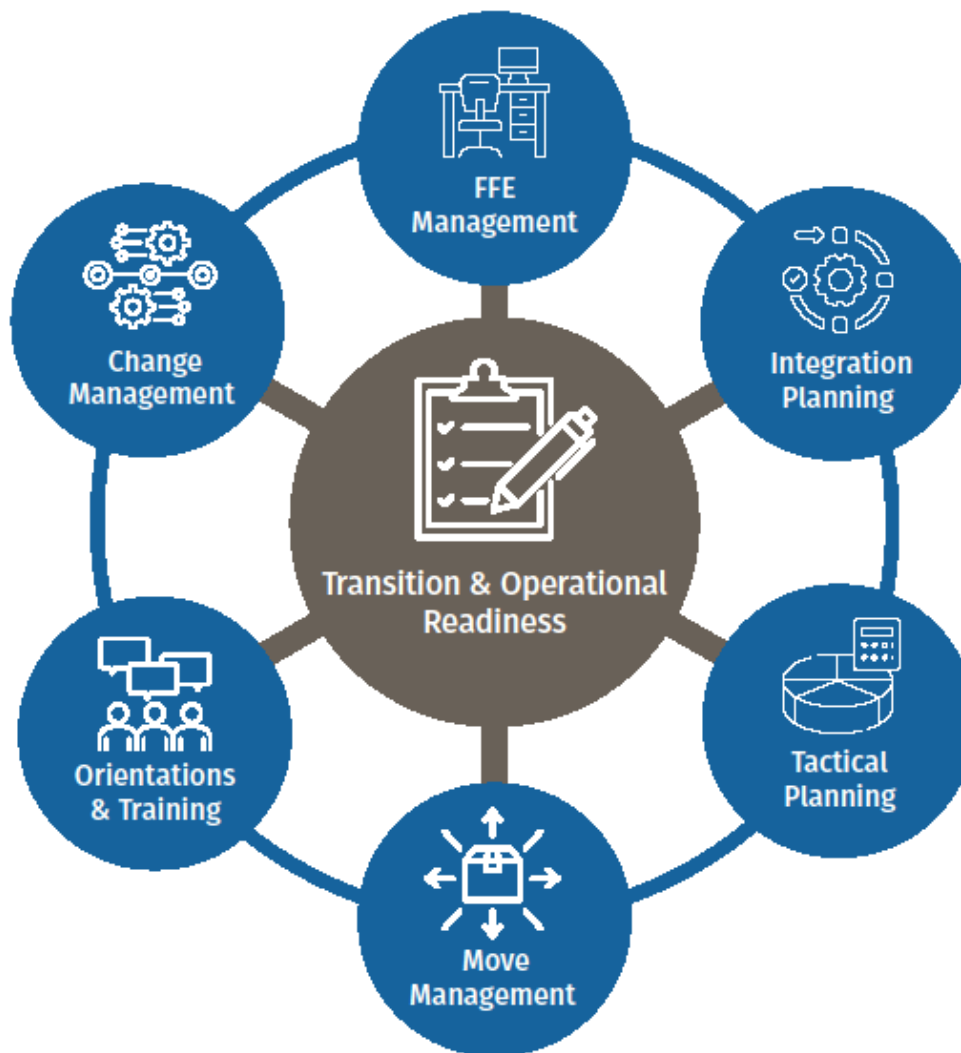 FFE
Management
Integration
Planning
Tactical
Planning
Move
Management
Orientations
& Training
Change
Management
Transition & Operational
Readiness